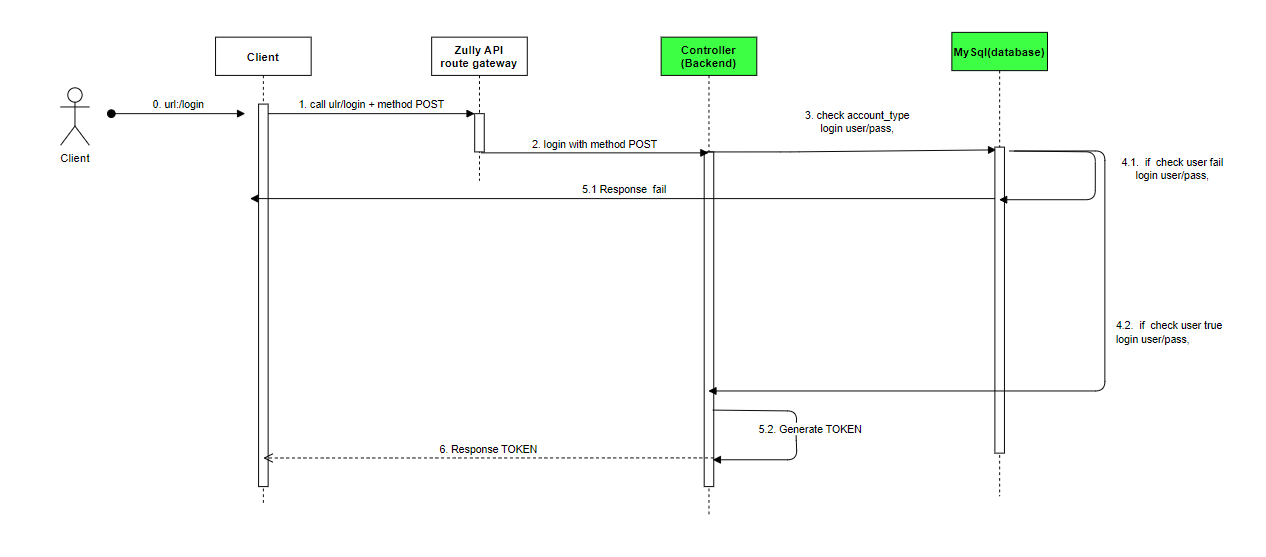 Client
Zully API
route gateway
Controller
(Backend)
MySql(database)
0. url:/login
1. call ulr/login + method POST
3. check account_type
login user/pass,
2. login with method POST
Client
4.1.  if  check user fail
login user/pass,
5.1 Response  fail
4.2.  if  check user true
login user/pass,
5.2. Generate TOKEN
6. Response TOKEN